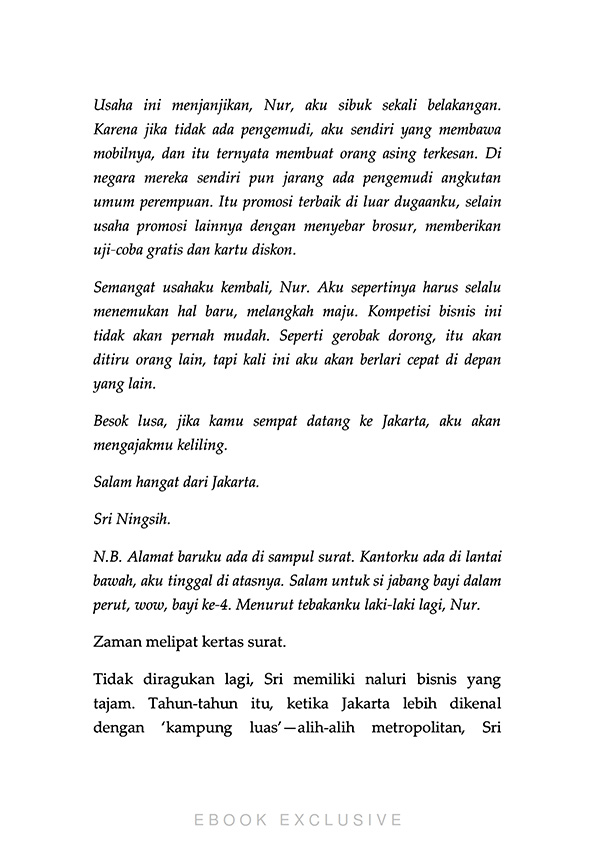 Usaha ini menjanjikan, Nur, aku sibuk sekali belakangan.
Karena jika tidak ada pengemudi, aku sendiri yang membawa
mobilnya, dan itu ternyata membuat orang asing terkesan. Di
negara mereka sendiri pun jarang ada pengemudi angkutan
umum perempuan. Itu promosi terbaik di luar dugaanku, selain
usaha promosi lainnya dengan menyebar brosur, memberikan
uji-coba gratis dan kartu diskon.
Semangat usahaku kembali, Nur. Aku sepertinya harus selalu
menemukan hal baru, melangkah maju. Kompetisi bisnis ini
tidak akan pernah mudah. Seperti gerobak dorong, itu akan
ditiru orang lain, tapi kali ini aku akan berlari cepat di depan
yang lain.
Besok lusa, jika kamu sempat datang ke Jakarta, aku akan
mengajakmu keliling.
Salam hangat dari Jakarta.
Sri Ningsih.
N.B. Alamat baruku ada di sampul surat. Kantorku ada di lantai
bawah, aku tinggal di atasnya. Salam untuk si jabang bayi dalam
perut, wow, bayi ke-4. Menurut tebakanku laki-laki lagi, Nur.
Zaman melipat kertas surat.
Tidak diragukan lagi, Sri memiliki naluri bisnis yang
tajam. Tahun-tahun itu, ketika Jakarta lebih dikenal
dengan ‘kampung luas’—alih-alih metropolitan, Sri
EBOOK EXCLUSIVE